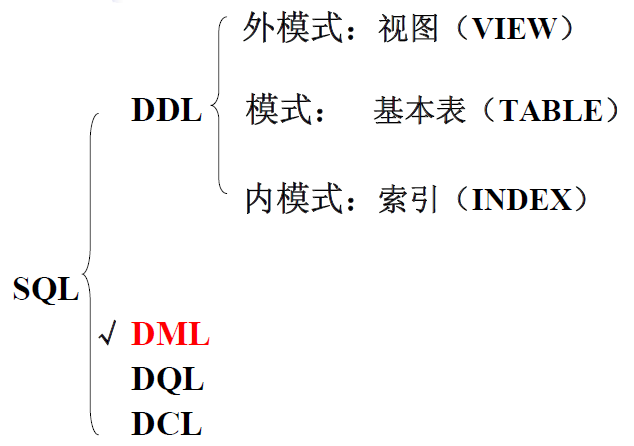 外模式：视图（VIEW）
DDL
模式： 基本表（TABLE）
内模式：索引（INDEX）
SQL
√ DML
DQL
DCL